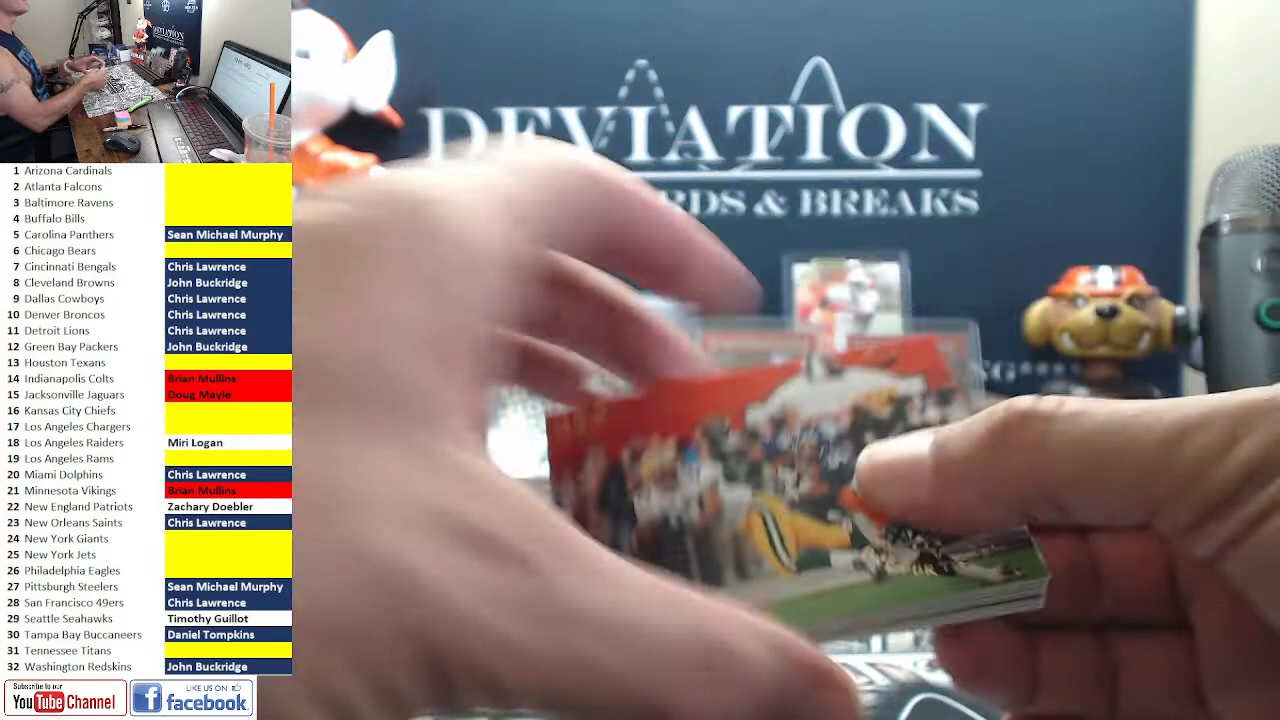 DEVIATION
RDS & BREAKS
1 Arizona Cardinals
2 Atlanta Falcons
3 Baltimore Ravens
4 Buffalo Bills
5 Carolina Panthers Sean Michael Murphy
6 Chicago Bears
7 Cincinnati Bengals Chris Lawrence
8 Cleveland Browns John Buckridge
9 Dallas Cowboys Chris Lawrence
10 Denver Broncos Chris Lawrence
11 Detroit Lions Chris Lawrence
12 Green Bay Packers John Buckridge
13 Houston Texans
14 Indianapolis Colts Brian Mullins
15 Jacksonville Jaguars Doug Mayle
16 Kansas City Chiefs
17 Los Angeles Chargers
18 Los Angeles Raiders Miri Logan
19 Los Angeles Rams
20 Miami Dolphins Chris Lawrence
21 Minnesota Vikings Brian Mullins
22 New England Patriots Zachary Doebler
23 New Orleans Saints Chris Lawrence
24 New York Giants
25 New York Jets
26 Philadelphia Eagles
27 Pittsburgh Steelers Sean Michael Murphy
28 San Francisco 49ers Chris Lawrence
29 Seattle Seahawks Timothy Guillot
30 Tampa Bay Buccaneers Daniel Tompkins
31 Tennessee Titans
32 Washington Redskins John Buckridge
Subscribe to our
YouTube Channel
LIKE US ON
facebook